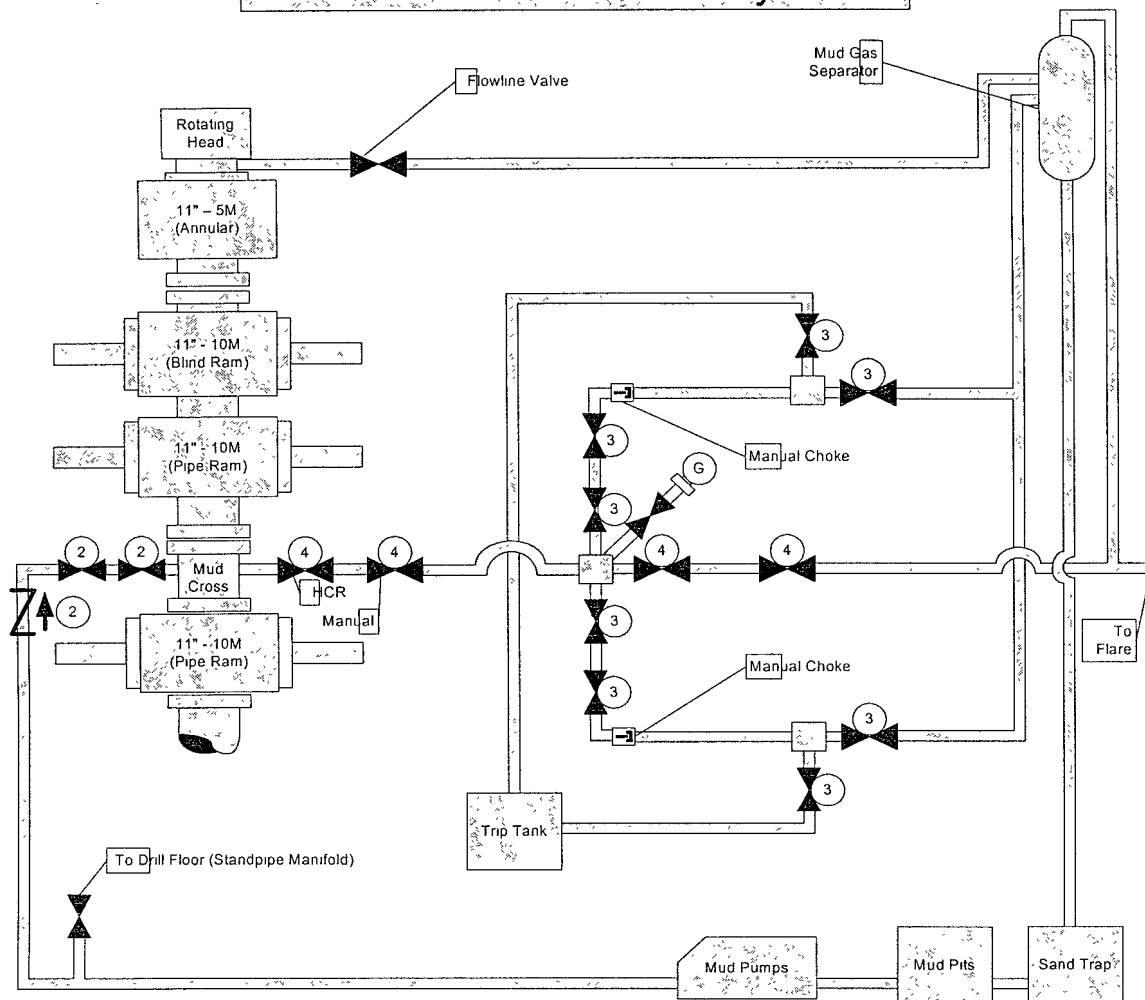 Mud Gas
Separator
Flowline Valve
Rotating
Head
11" – 5M
(Annular)
11" - 10M
(Blind Ram)
3
3
3
11" - 10M
(Pipe Ram)
Manual Choke
G
3
2
2
4
4
4
4
Mud
Cross
HCR
Manual
2
3
To
Flare
11" - 10M
(Pipe Ram)
Manual Choke
3
3
3
Trip Tank
To Drill Floor (Standpipe Manifold)
Mud Pumps
Mud Pits
Sand Trap